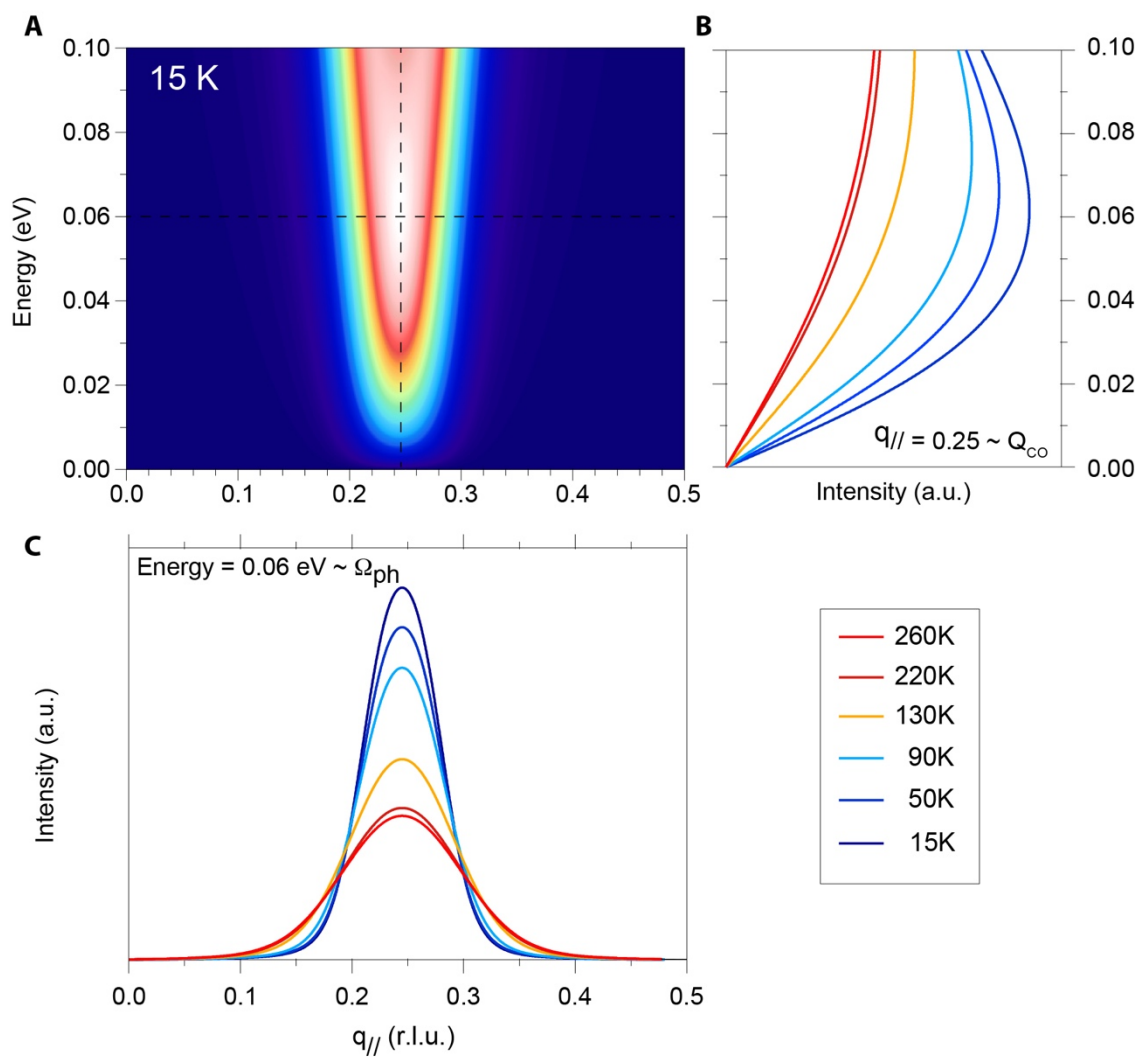 A
B
0.10
0.08
0.06
0.04
0.02
0.00
Energy (eV)
15 K
0.0
0.1
0.2
0.3
0.4
0.5
0.10
0.08
0.06
0.04
0.02
0.00
q// = 0.25 ~ QCO
Intensity (a.u.)
C
Energy = 0.06 eV ~ Ωph
Intensity (a.u.)
0.0
0.1
0.2
0.3
0.4
0.5
q// (r.l.u.)
260K
220K
130K
90K
50K
15K